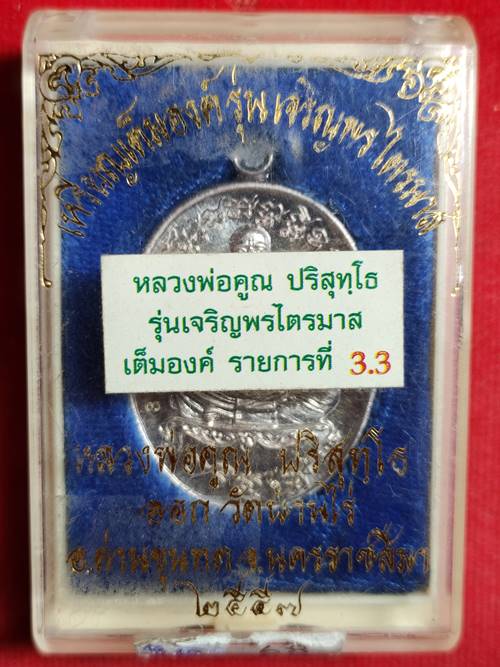 เหรียญเต็มองค์ รุ่น เจริญพรไตรมาส
หลวงพ่อคูณ ปริสุทฺโธ
รุ่นเจริญพรไตรมาส
เต็มองค์ รายการที่ 3.3
หลวงพ่อคูณ ปริสุทฺโธ
ออก วัดบ้านไร่
อ.ด่านขุนทด จ.นครราชสีมา
๒๕๕๗